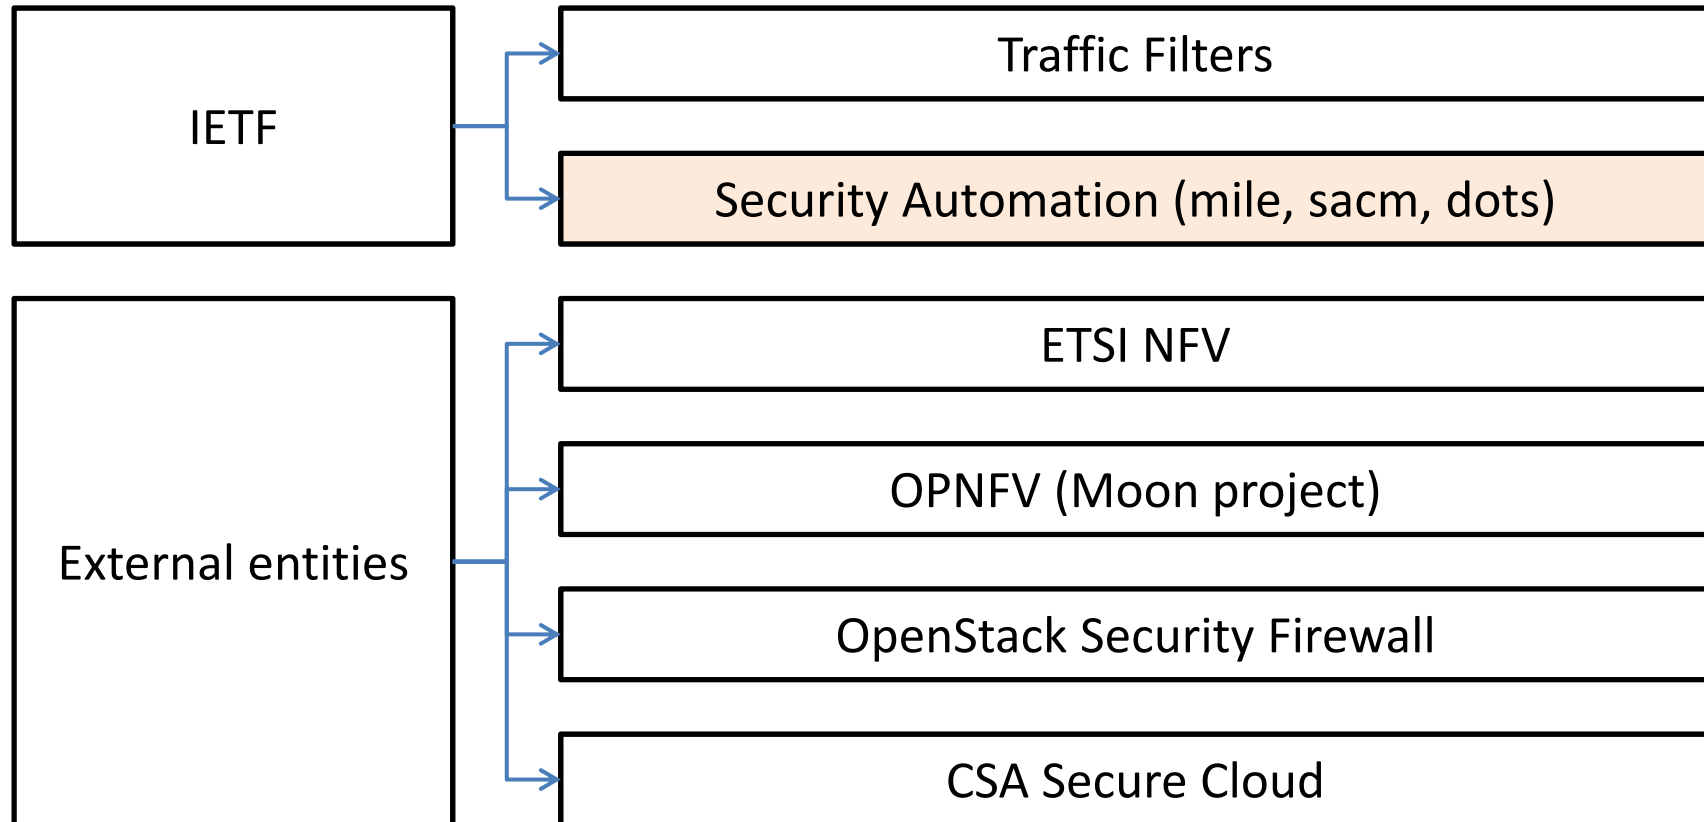 IETF
Traffic Filters
Security Automation (mile, sacm, dots)
External entities
ETSI NFV
OPNFV (Moon project)
OpenStack Security Firewall
CSA Secure Cloud